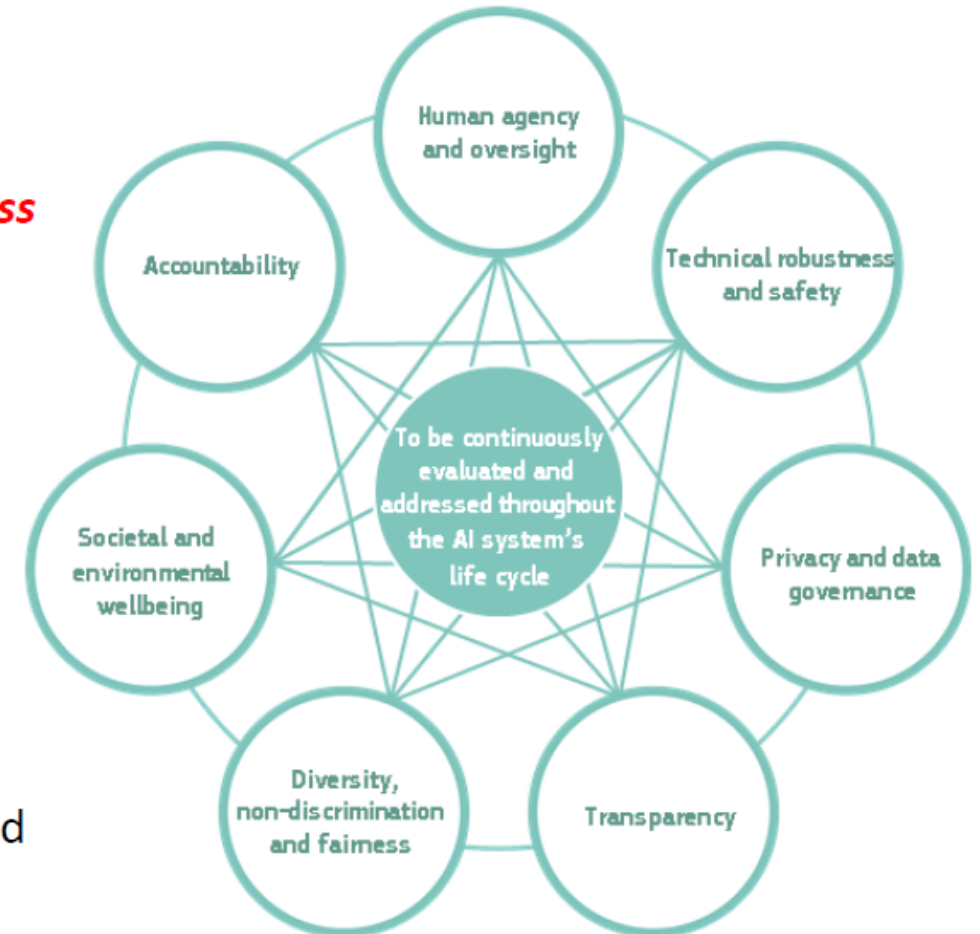 Human agency
and oversight
ss
Accountability
Technical robustness
and safety
To be continuously
evaluated and
addressed throughout
the AI system's
life cycle
Societal and
environmental
wellbeing
Privacy and data
governance
Diversity,
non-discrimination
and fairness
Transparency
d